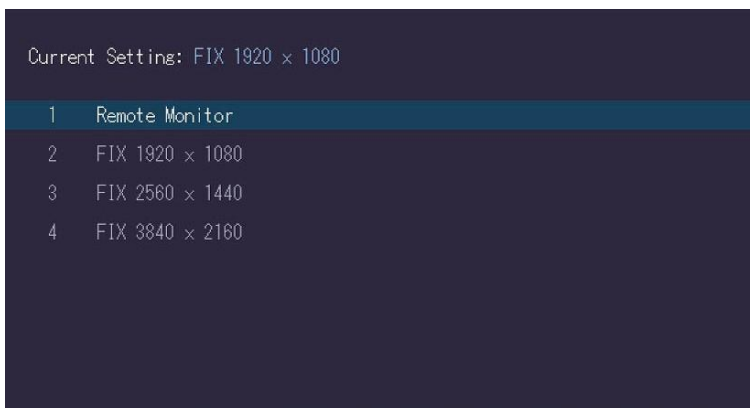 Current Setting: FIX 1920 × 1080
1 Remote Monitor
2 FIX 1920 × 1080
3 FIX 2560 × 1440
4 FIX 3840 × 2160